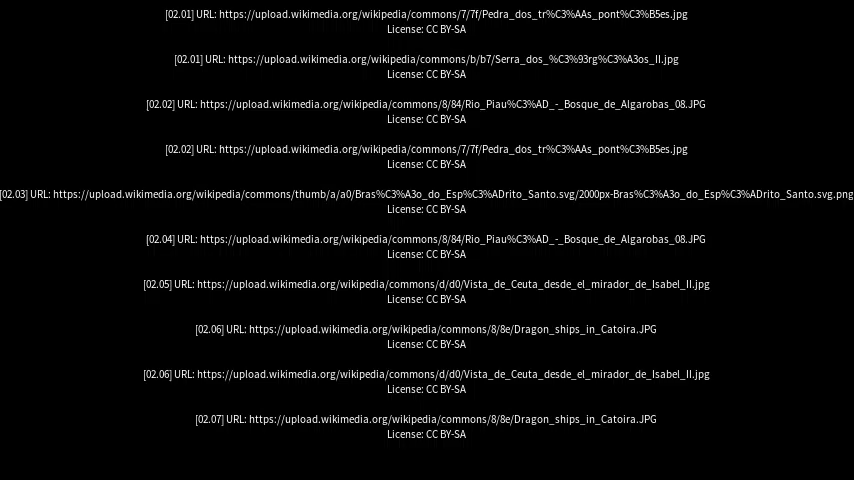 [02.01] URL: https://upload.wikimedia.org/wikipedia/commons/7/7f/Pedra_dos_tr%C3%AAs_pont%C3%B5es.jpg
License: CC BY-SA
[02.01] URL: https://upload.wikimedia.org/wikipedia/commons/b/b7/Serra_dos_%C3%93rg%C3%A3os_II.jpg
License: CC BY-SA
[02.02] URL: https://upload.wikimedia.org/wikipedia/commons/8/84/Rio_Piau%C3%AD_-_Bosque_de_Algarobas_08.JPG
License: CC BY-SA
[02.02] URL: https://upload.wikimedia.org/wikipedia/commons/7/7f/Pedra_dos_tr%C3%AAs_pont%C3%B5es.jpg
License: CC BY-SA
[02.03] URL: https://upload.wikimedia.org/wikipedia/commons/thumb/a/a0/Bras%C3%A3o_do_Esp%C3%ADrito_Santo.svg/2000px-Bras%C3%A3o_do_Esp%C3%ADrito_Santo.svg.png
License: CC BY-SA
[02.04] URL: https://upload.wikimedia.org/wikipedia/commons/8/84/Rio_Piau%C3%AD_-_Bosque_de_Algarobas_08.JPG
License: CC BY-SA
[02.05] URL: https://upload.wikimedia.org/wikipedia/commons/d/d0/Vista_de_Ceuta_desde_el_mirador_de_Isabel_II.jpg
License: CC BY-SA
[02.06] URL: https://upload.wikimedia.org/wikipedia/commons/8/8e/Dragon_ships_in_Catoira.JPG
License: CC BY-SA
[02.06] URL: https://upload.wikimedia.org/wikipedia/commons/d/d0/Vista_de_Ceuta_desde_el_mirador_de_Isabel_II.jpg
License: CC BY-SA
[02.07] URL: https://upload.wikimedia.org/wikipedia/commons/8/8e/Dragon_ships_in_Catoira.JPG
License: CC BY-SA